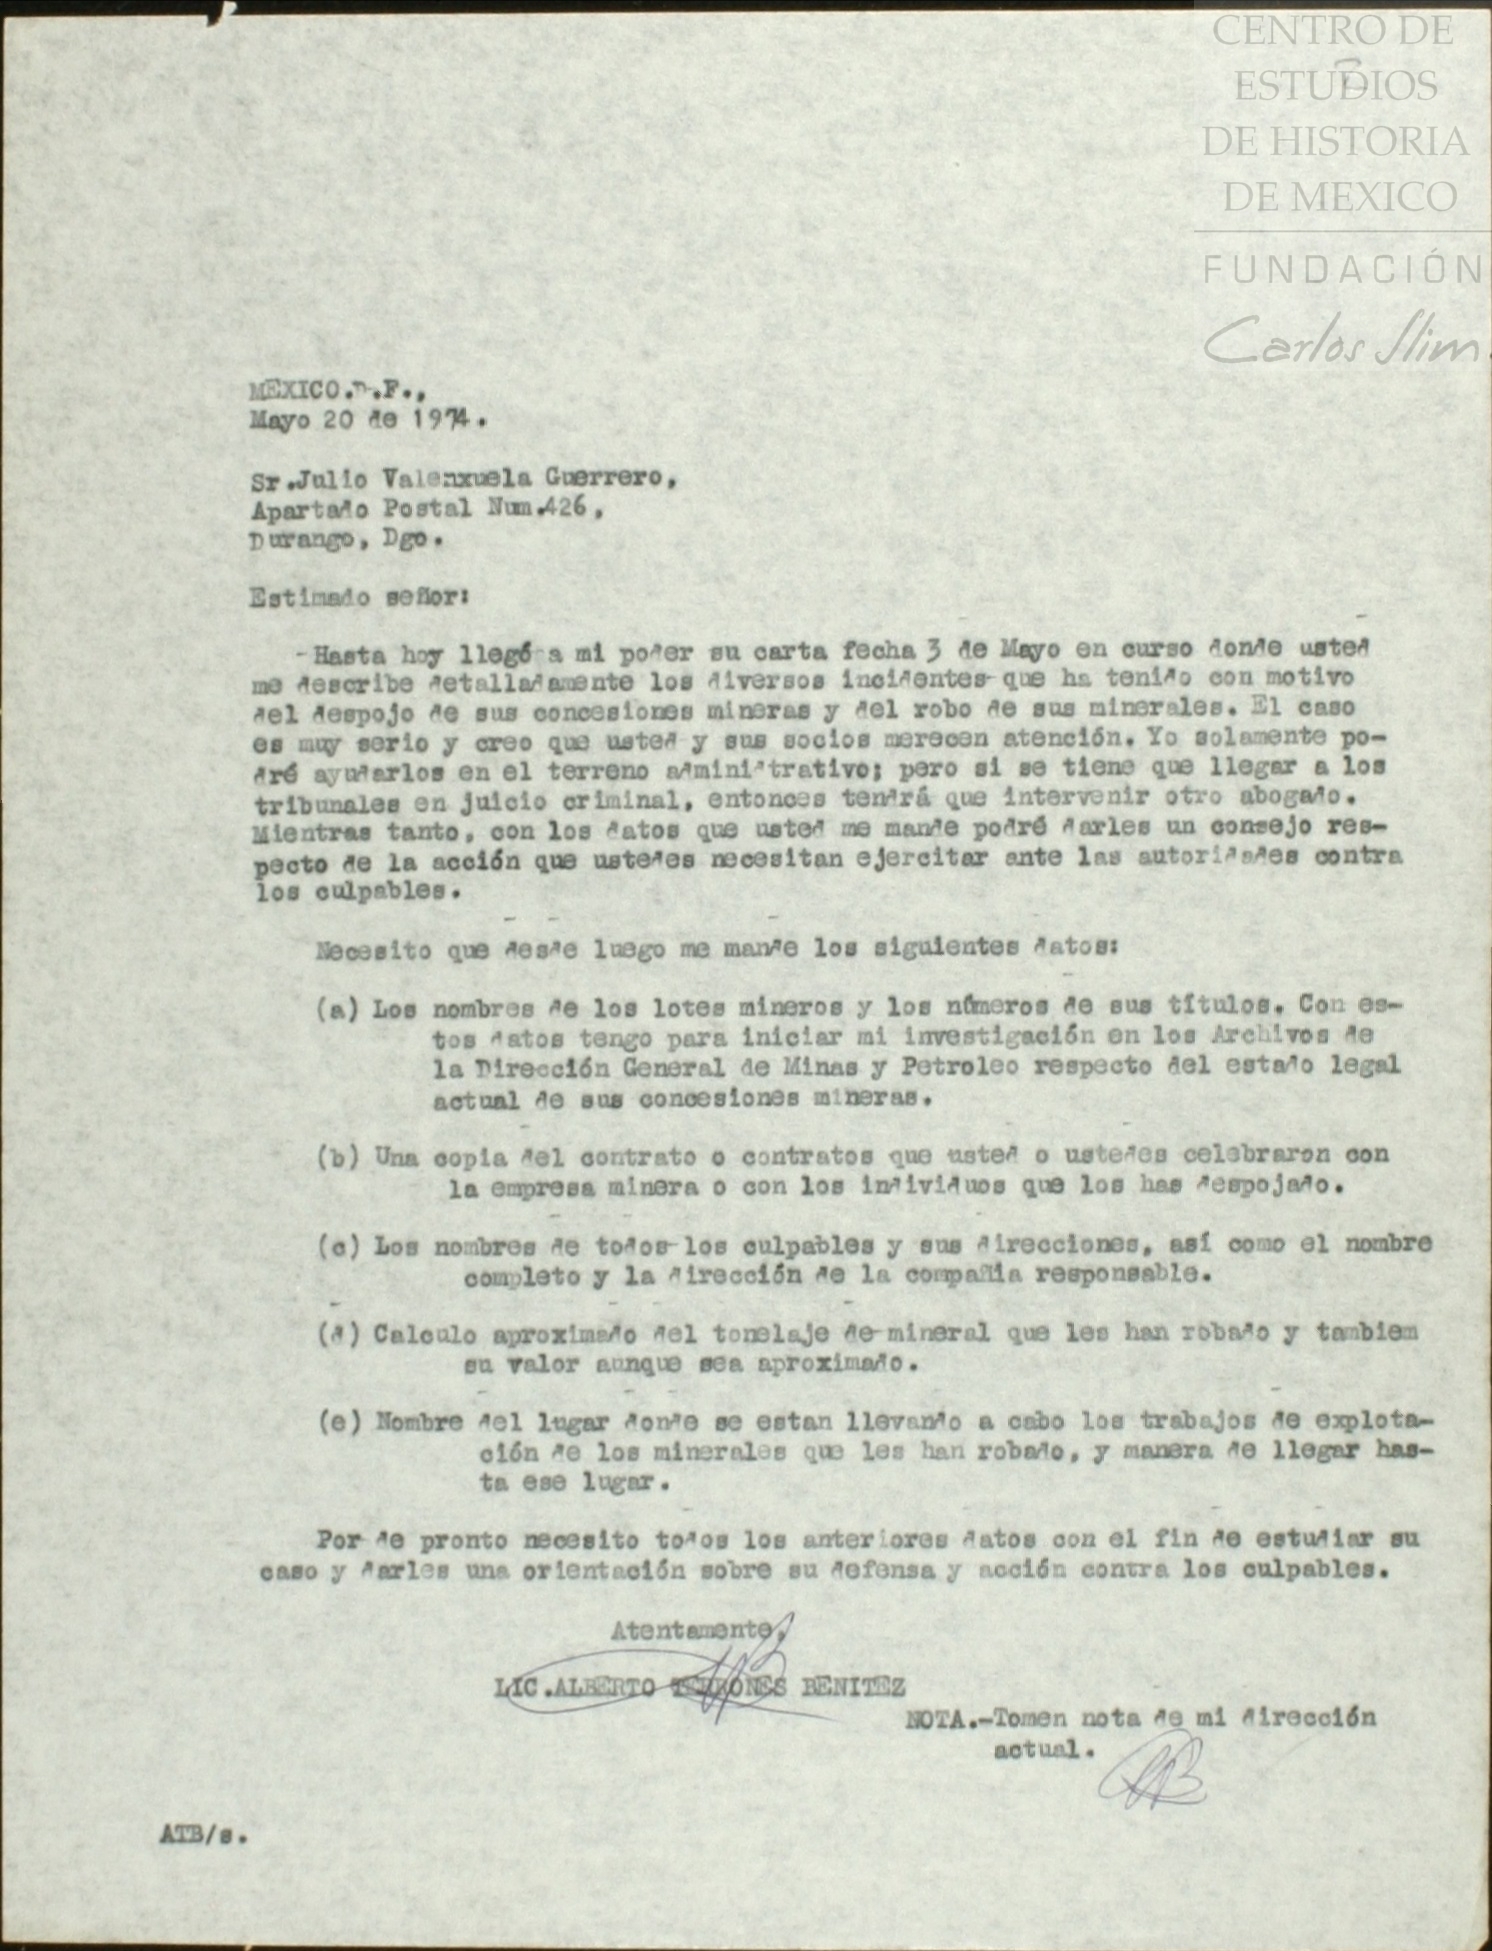 CENTRO DE
ESTUDIOS
DE HISTORIA
DE MEXICO
FUNDACIÓN
Carlos Slim.
MEXICO.D.F.,
Mayo 20 de 1974.
Sr.Julio Valenxuela Guerrero,
Apartado Postal Num.426,
Durango, Dgo.
Estimado señor:
-Hasta hoy llegó a mi poder su carta fecha 3 de Mayo en curso donde usted
me describe detalladamente los diversos incidentes que ha tenido con motivo
del despojo de sus concesiones mineras y del robo de sus minerales. El caso
es muy serio y creo que usted y sus socios merecen atención. Yo solamente po-
dré ayudarlos en el terreno administrativo; pero si se tiene que llegar a los
tribunales en juicio criminal, entonces tendrá que intervenir otro abogado.
Mientras tanto, con los datos que usted me mande podré darles un consejo res-
pecto de la acción que ustedes necesitan ejercitar ante las autoridades contra
los culpables.
Necesito que desde luego me mande los siguientes datos:
(a) Los nombres de los lotes mineros y los números de sus títulos. Con es-
tos datos tengo para iniciar mi investigación en los Archivos de
la Dirección General de Minas y Petroleo respecto del estado legal
actual de sus concesiones mineras.
(b) Una copia del contrato o contratos que usted o ustedes celebraron con
la empresa minera o con los individuos que los has despojado.
(c) Los nombres de todos los culpables y sus direcciones, así como el nombre
completo y la dirección de la compañia responsable.
(d) Calculo aproximado del tonelaje de mineral que les han robado y tambiem
su valor aunque sea aproximado.
(e) Nombre del lugar donde se estan llevando a cabo los trabajos de explota-
ción de los minerales que les han robado, y manera de llegar has-
ta ese lugar.
Por de pronto necesito todos los anteriores datos con el fin de estudiar su
caso y darles una orientación sobre su defensa y acción contra los culpables.
Atentamente,
LIC.ALBERTO TERRONES BENITEZ
NOTA.-Tomen nota de mi dirección
actual.
ATB/s.